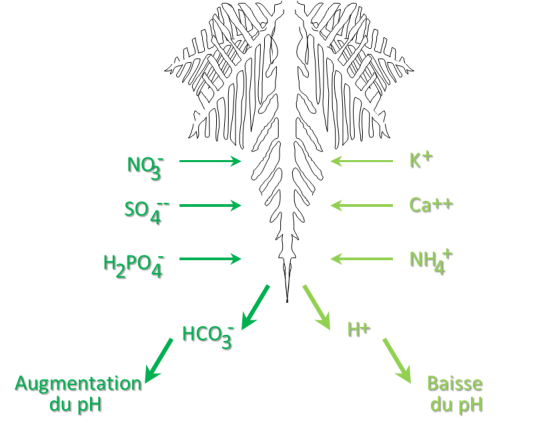 NO3- K+
SO4-- Ca++
H2PO4- NH4+
HCO3- H+
Augmentation Baisse
du pH du pH